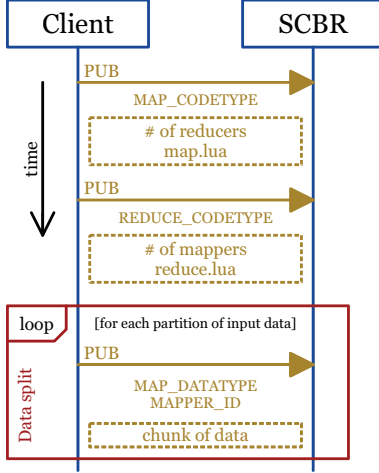 Client
SCBR
PUB
MAP_CODETYPE
# of reducers
map.lua
time
PUB
REDUCE_CODETYPE
# of mappers
reduce.lua
loop
[for each partition of input data]
PUB
Data split
MAP_DATATYPE
MAPPER_ID
chunk of data